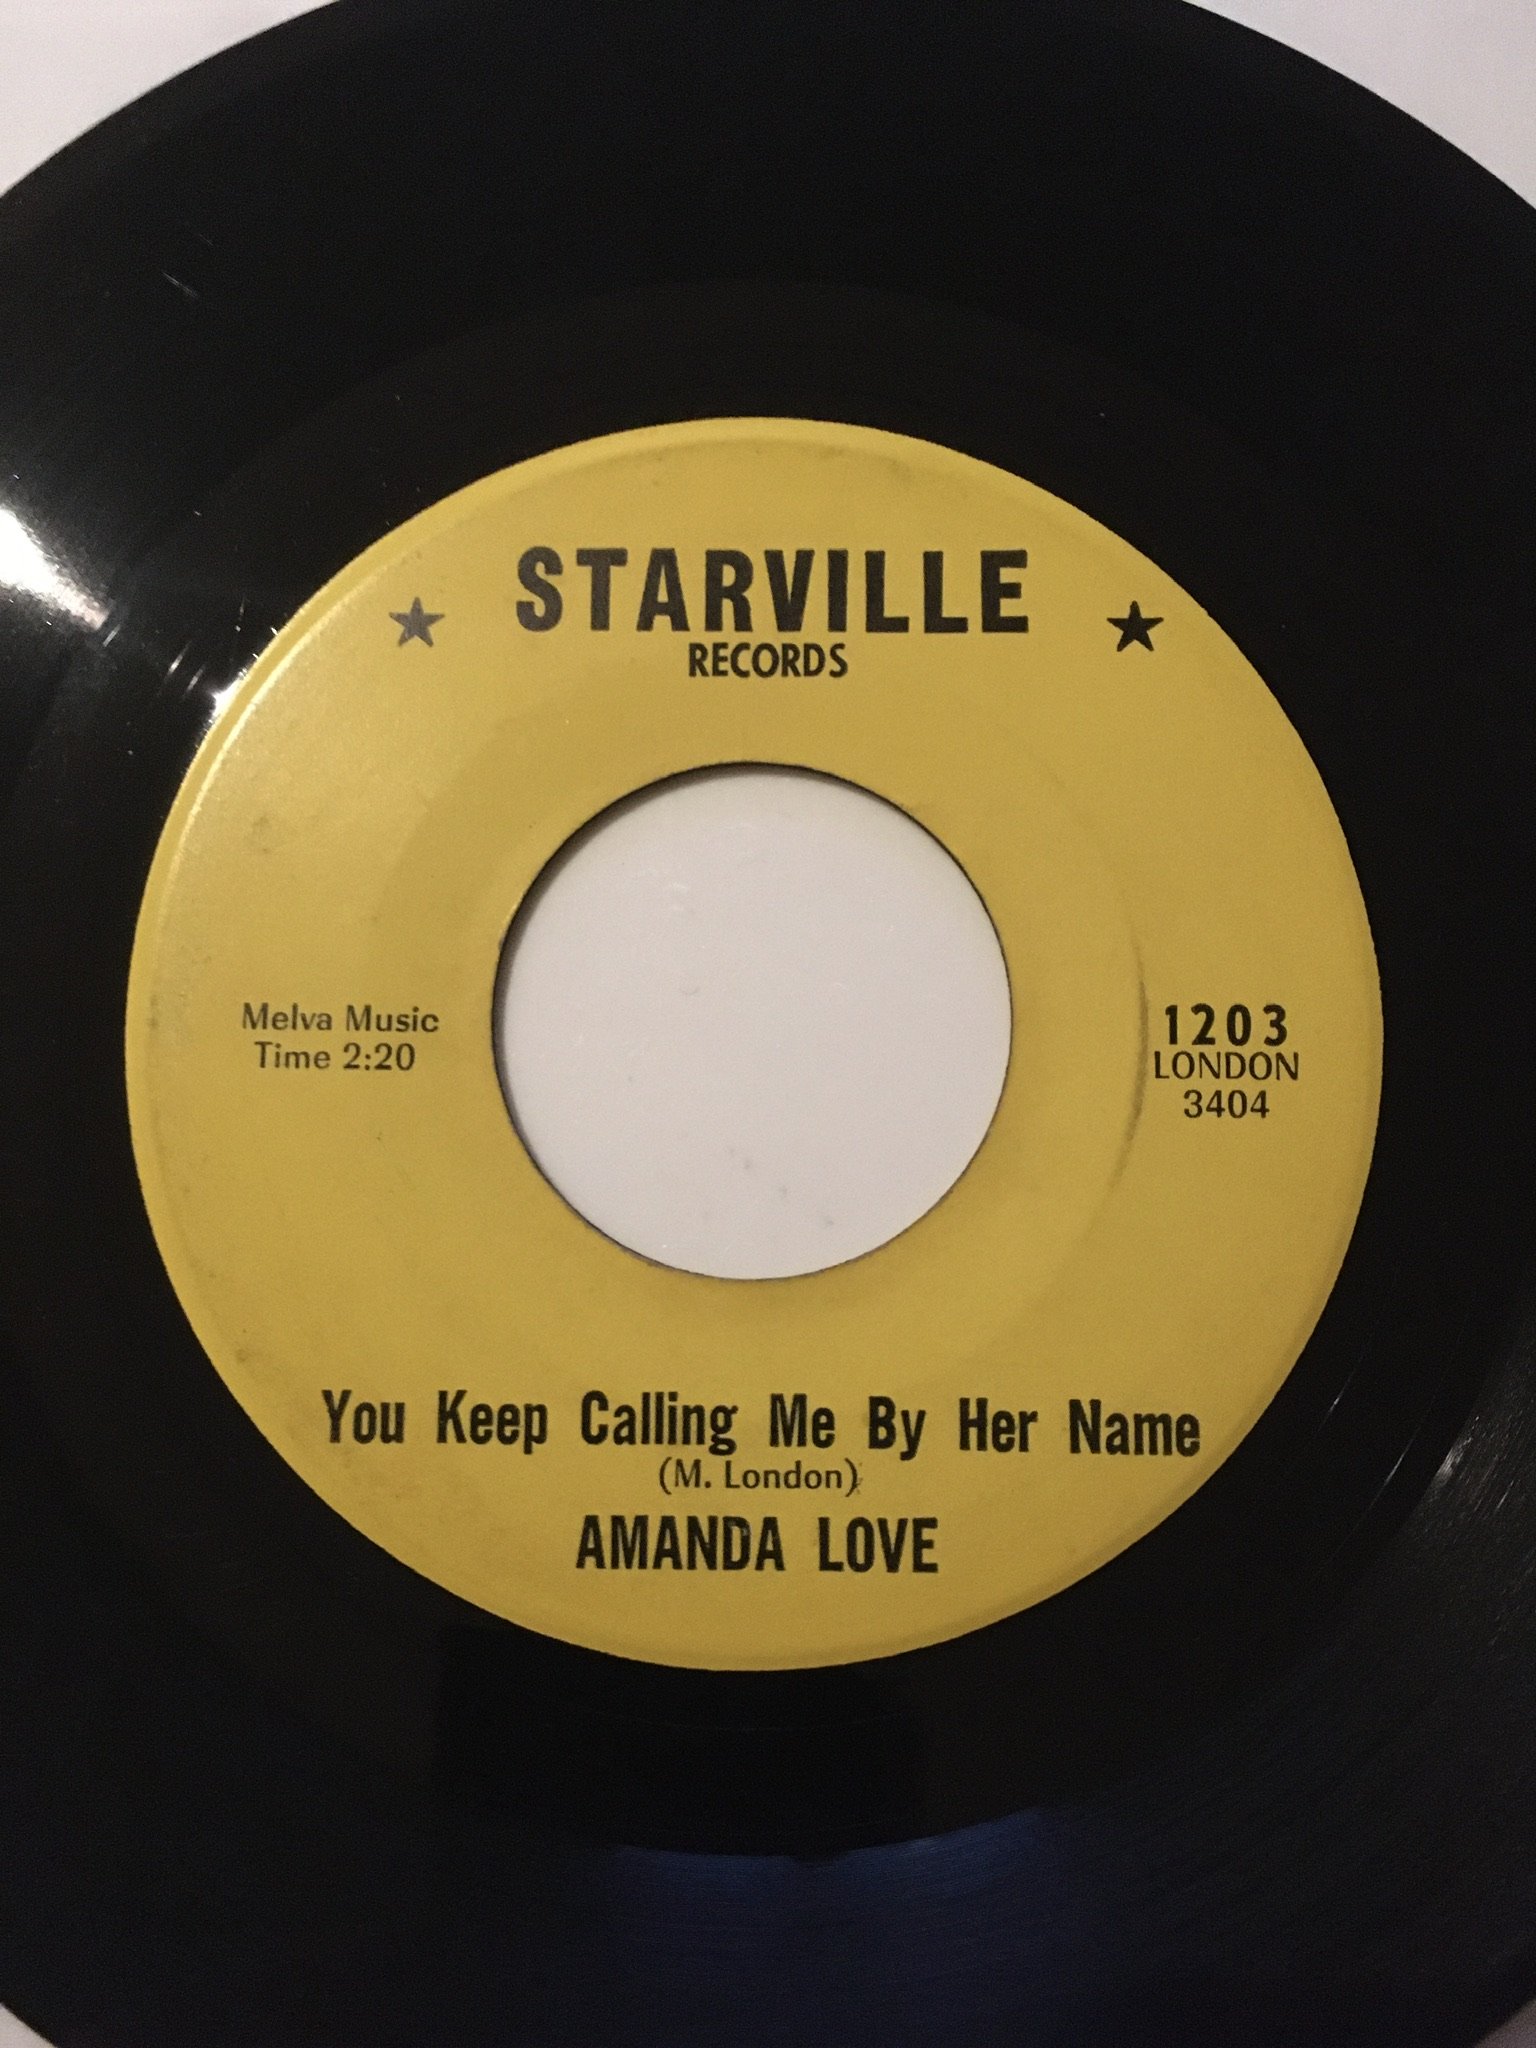 STARVILLE
RECORDS
Melva Music
Time 2:20
1203
LONDON
3404
You Keep Calling Me By Her Name
(M. London)
AMANDA LOVE